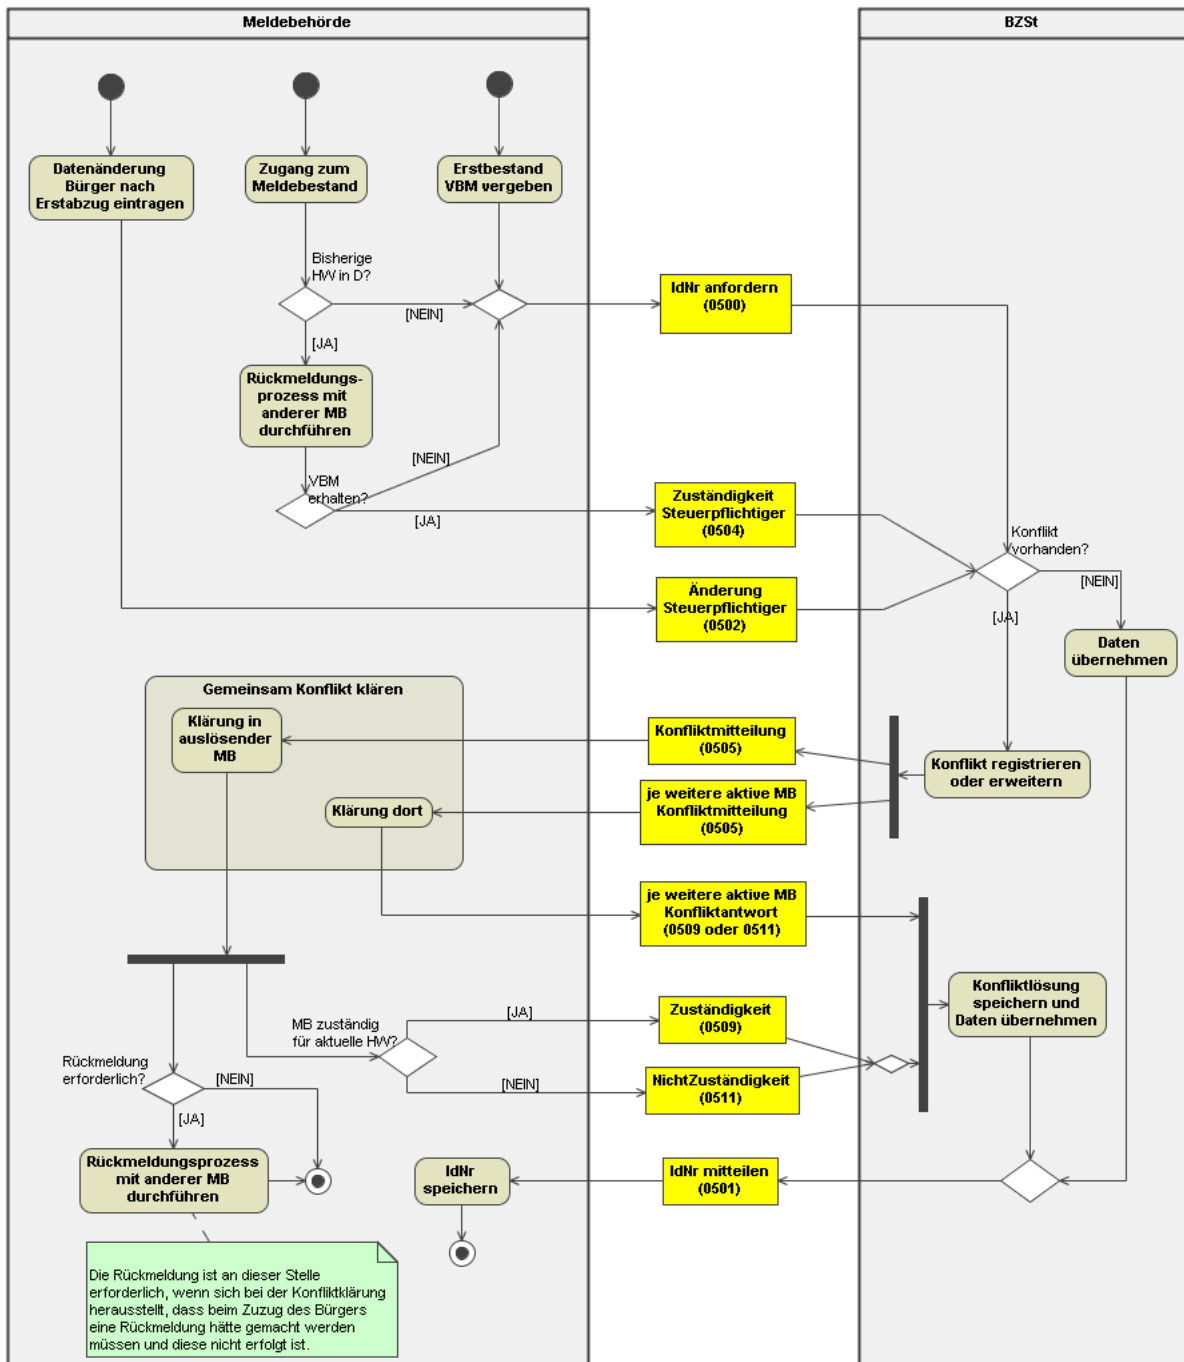 Meldebehörde
BZSt
Datenänderung
Bürger nach
Erstabzug eintragen
Zugang zum
Meldebestand
Erstbestand
VBM vergeben
Bisherige
HW in D?
[NEIN]
[JA]
IdNr anfordern
(0500)
Rückmeldungs-
prozess mit
anderer MB
durchführen
[NEIN]
VBM
erhalten?
[JA]
Zuständigkeit
Steuerpflichtiger
(0504)
Konflikt
vorhanden?
[NEIN]
[JA]
Änderung
Steuerpflichtiger
(0502)
Daten
übernehmen
Gemeinsam Konflikt klären
Klärung in
auslösender
MB
Konfliktmitteilung
(0505)
Konflikt registrieren
oder erweitern
Klärung dort
je weitere aktive MB
Konfliktmitteilung
(0505)
je weitere aktive MB
Konfliktantwort
(0509 oder 0511)
Konfliktlösung
speichern und
Daten übernehmen
MB zuständig
für aktuelle HW?
[JA]
Zuständigkeit
(0509)
[NEIN]
NichtZuständigkeit
(0511)
Rückmeldung
erforderlich?
[NEIN]
[JA]
Rückmeldungsprozess
mit anderer MB
durchführen
IdNr
speichern
IdNr mitteilen
(0501)
Die Rückmeldung ist an dieser Stelle
erforderlich, wenn sich bei der Konfliktklärung
herausstellt, dass beim Zuzug des Bürgers
eine Rückmeldung hätte gemacht werden
müssen und diese nicht erfolgt ist.